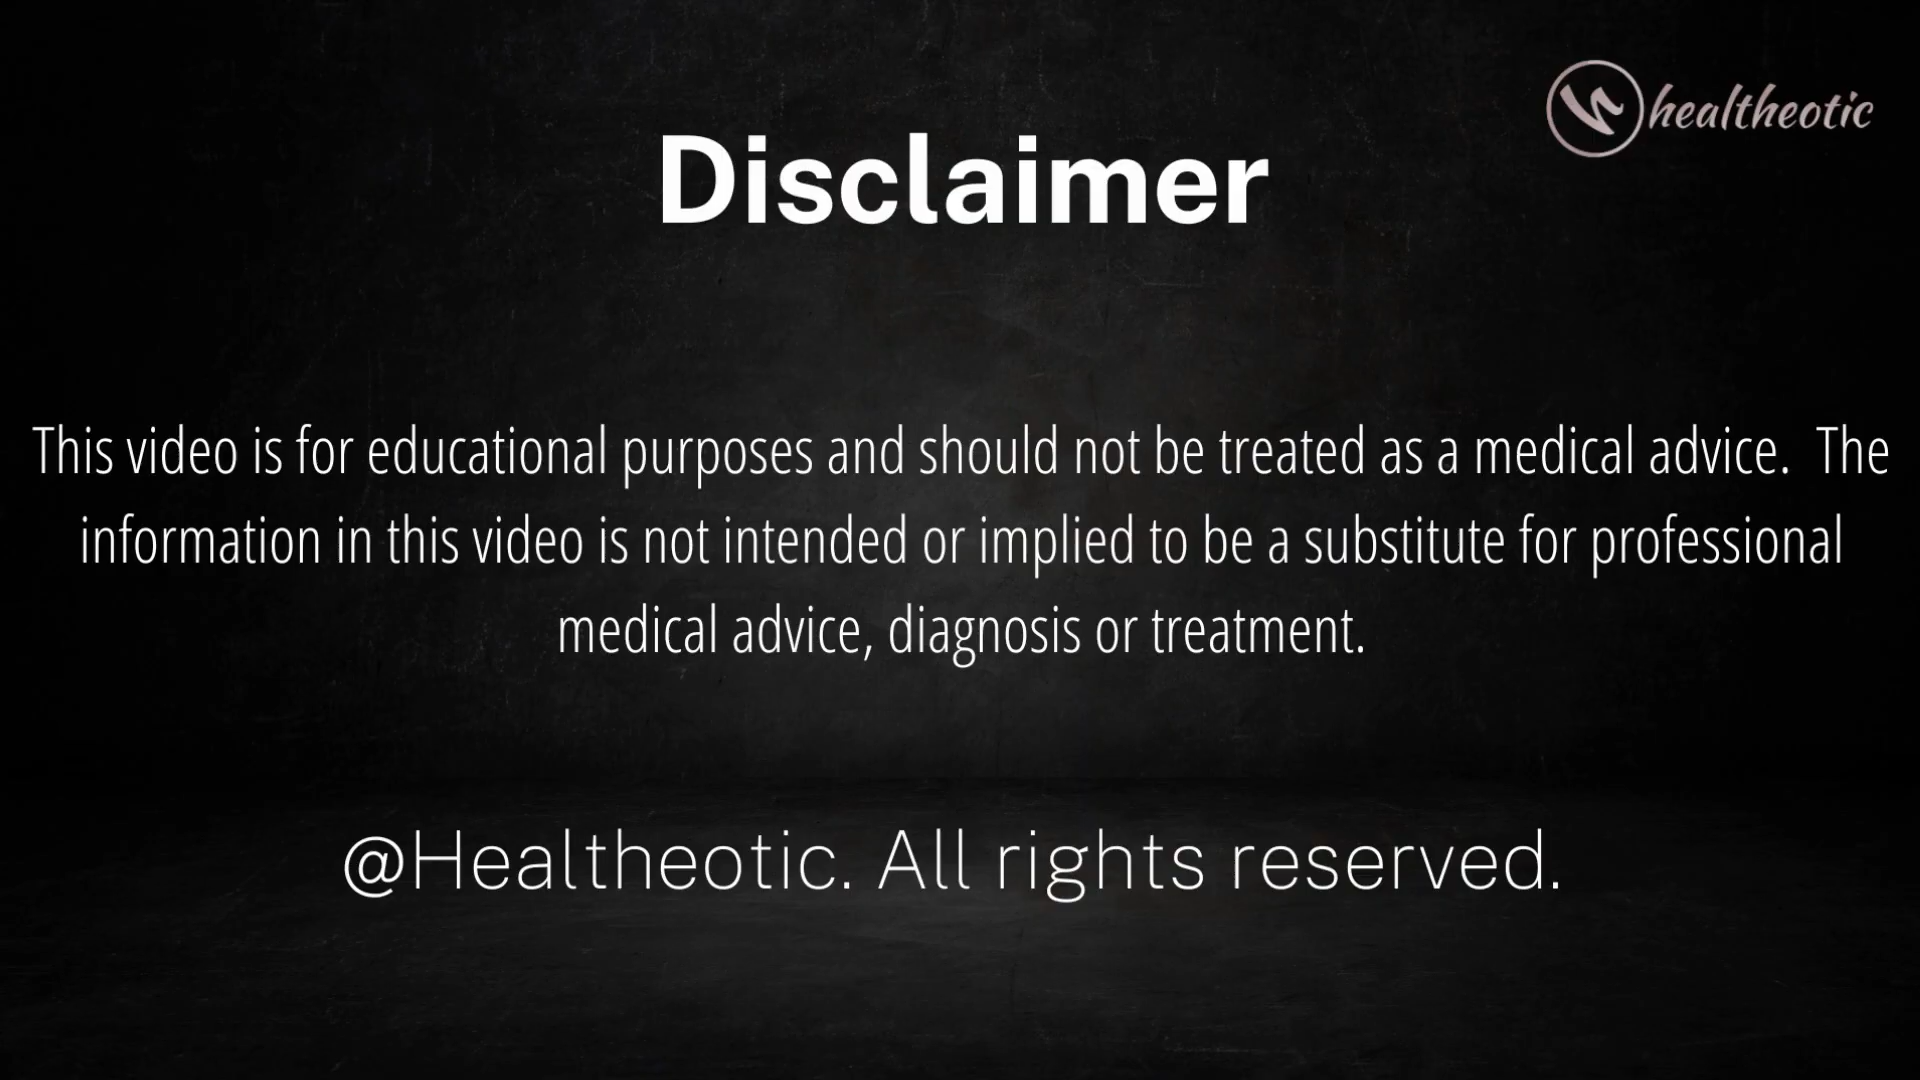 healtheotic
Disclaimer
This video is for educational purposes and should not be treated as a medical advice.  The
information in this video is not intended or implied to be a substitute for professional
medical advice, diagnosis or treatment.
@Healtheotic. All rights reserved.